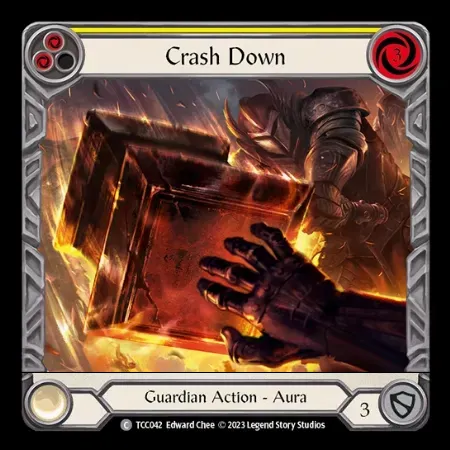 Crash Down
3
Guardian Action - Aura
3
C TCC042 Edward Chee © 2023 Legend Story Studios